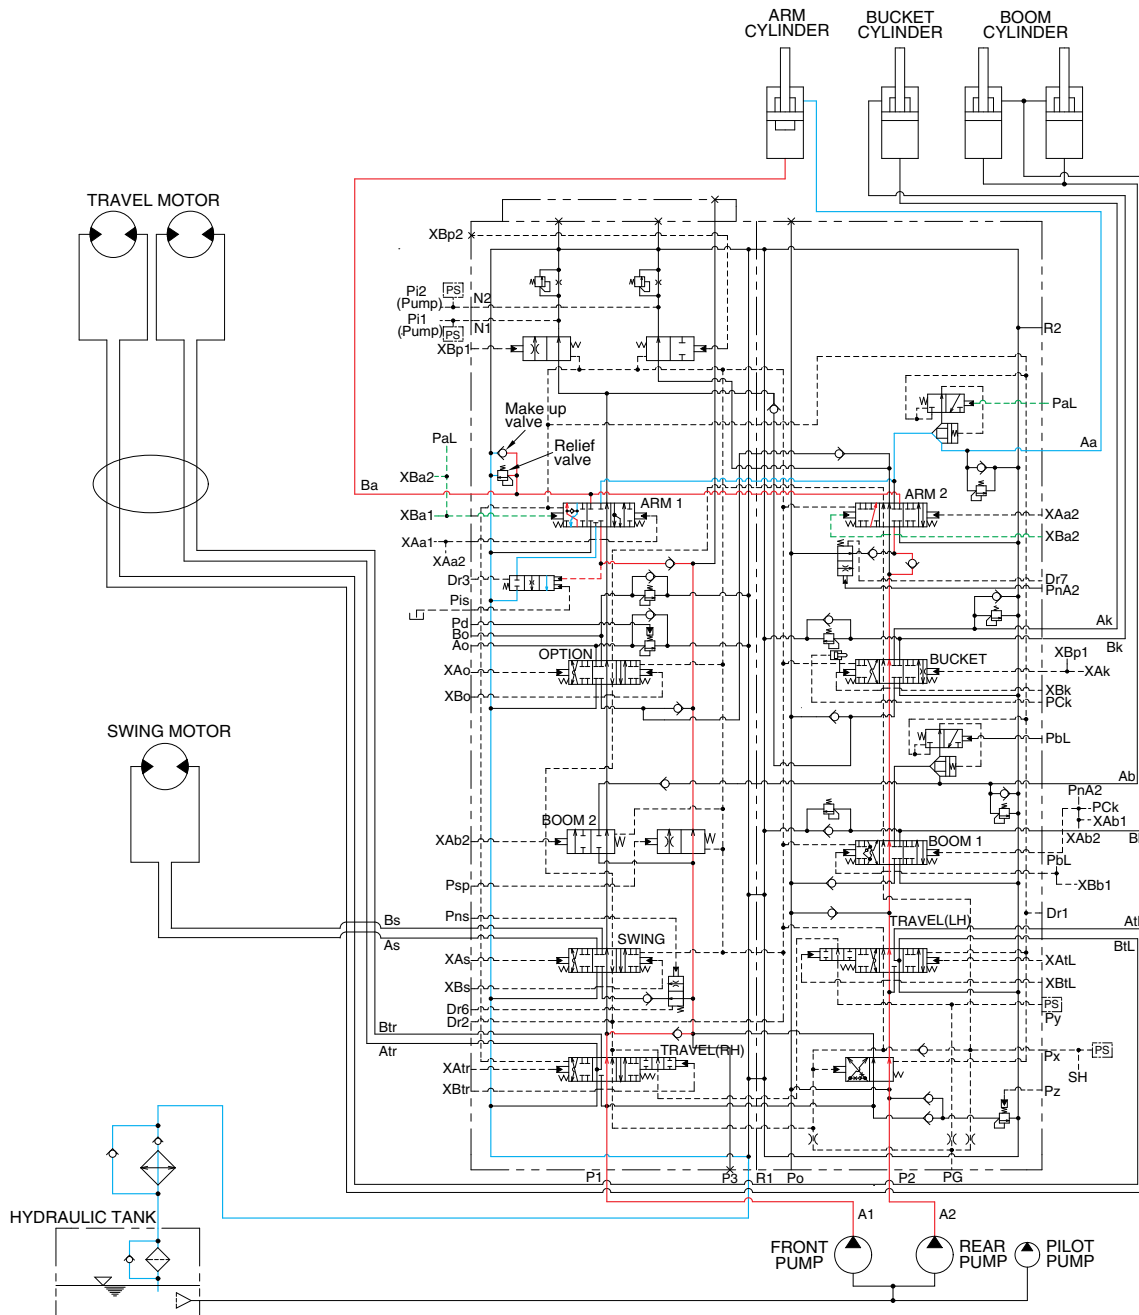 ARM
CYLINDER
BUCKET
CYLINDER
BOOM
CYLINDER
TRAVEL MOTOR
XBp2
Pi2
(Pump)
PS
N2
Pi1
(Pump)
PS
N1
XBp1
R2
Make up
valve
Relief
valve
PaL
PaL
Aa
XBa2
Ba
XBa1
ARM 1
ARM 2
XAa2
XAa1
XBa2
XAa2
Dr3
Dr7
Pis
PnA2
Pd
Bo
Ao
Ak
Bk
OPTION
BUCKET
XBp1
XAo
XAk
XBo
XBk
PCk
SWING MOTOR
PbL
Ab
PnA2
PCk
XAb1
BOOM 2
BOOM 1
XAb2
XAb2
PbL
Psp
XBb1
Pns
Bs
As
SWING
TRAVEL(LH)
Dr1
BtL
XAs
XAtL
XBs
XBtL
Dr6
Dr2
PS
Py
Btr
Atr
TRAVEL(RH)
Px
PS
XAtr
SH
XBtr
Pz
P1
P3
R1
Po
P2
PG
HYDRAULIC TANK
A1
A2
FRONT
PUMP
REAR
PUMP
PILOT
PUMP